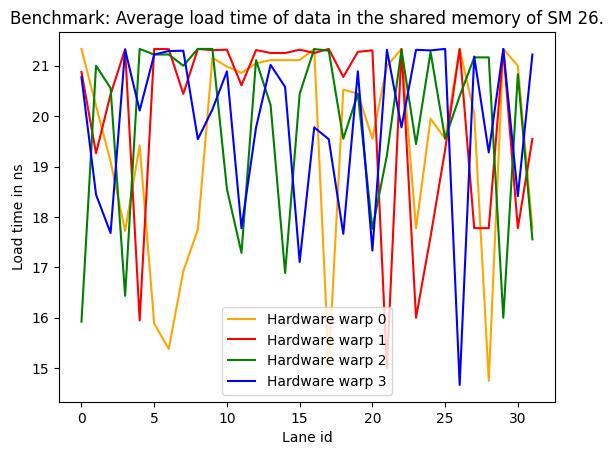 Benchmark: Average load time of data in the shared memory of SM 26.
Load time in ns
21
20
19
18
17
16
15
Hardware warp 0
Hardware warp 1
Hardware warp 2
Hardware warp 3
0 5 10 15 20 25 30
Lane id